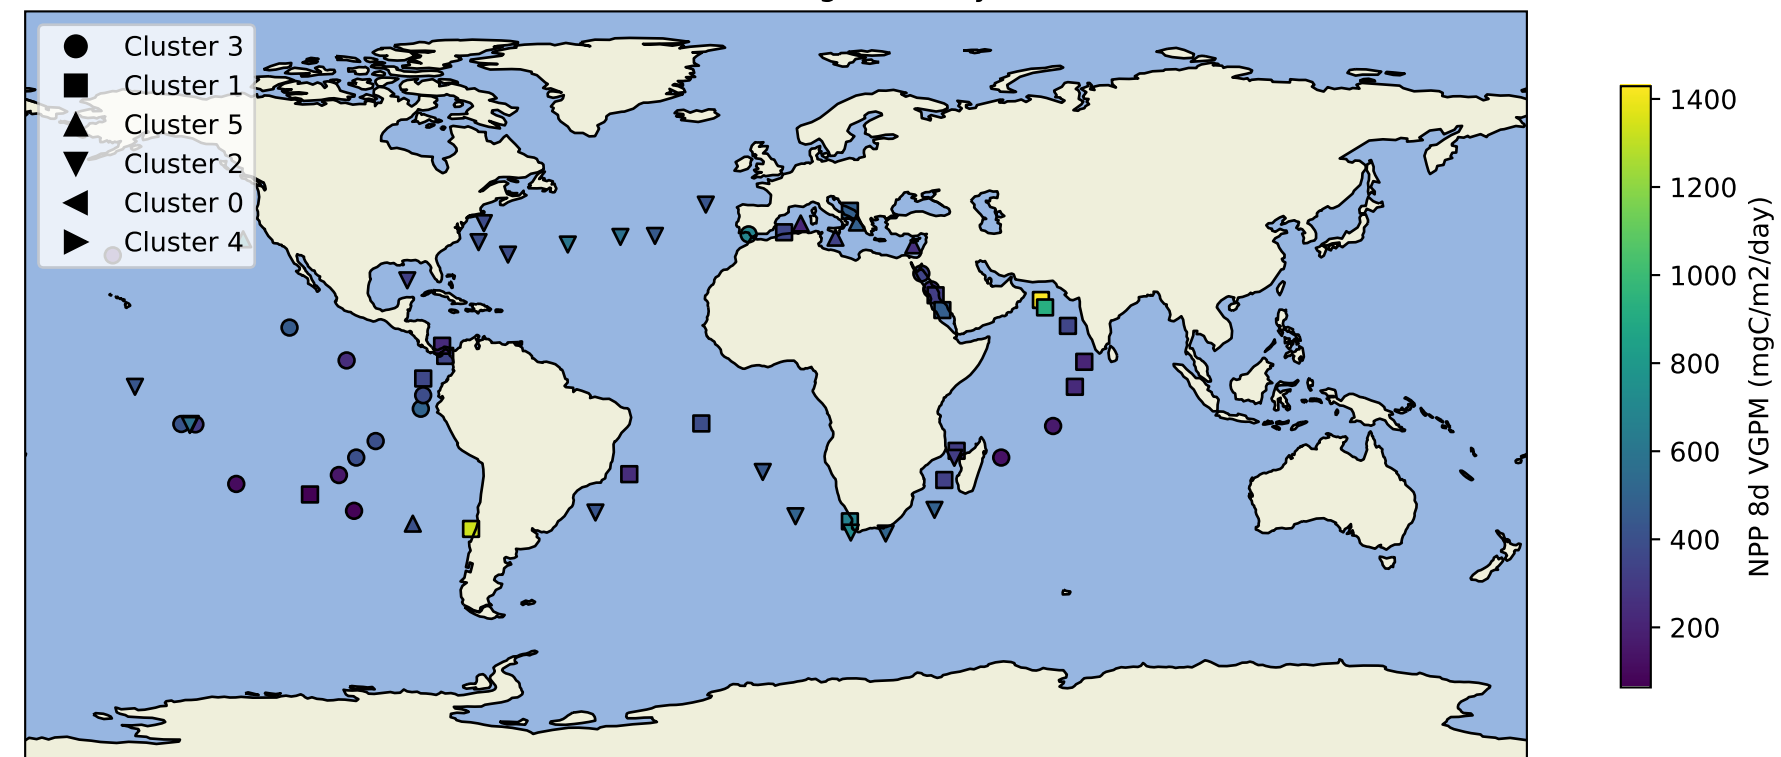 Cluster 3
Cluster 1
Cluster 5
Cluster 2
Cluster 0
Cluster 4
1400
1200
1000
800
600
400
200
NPP 8d VGPM (mgC/m2/day)